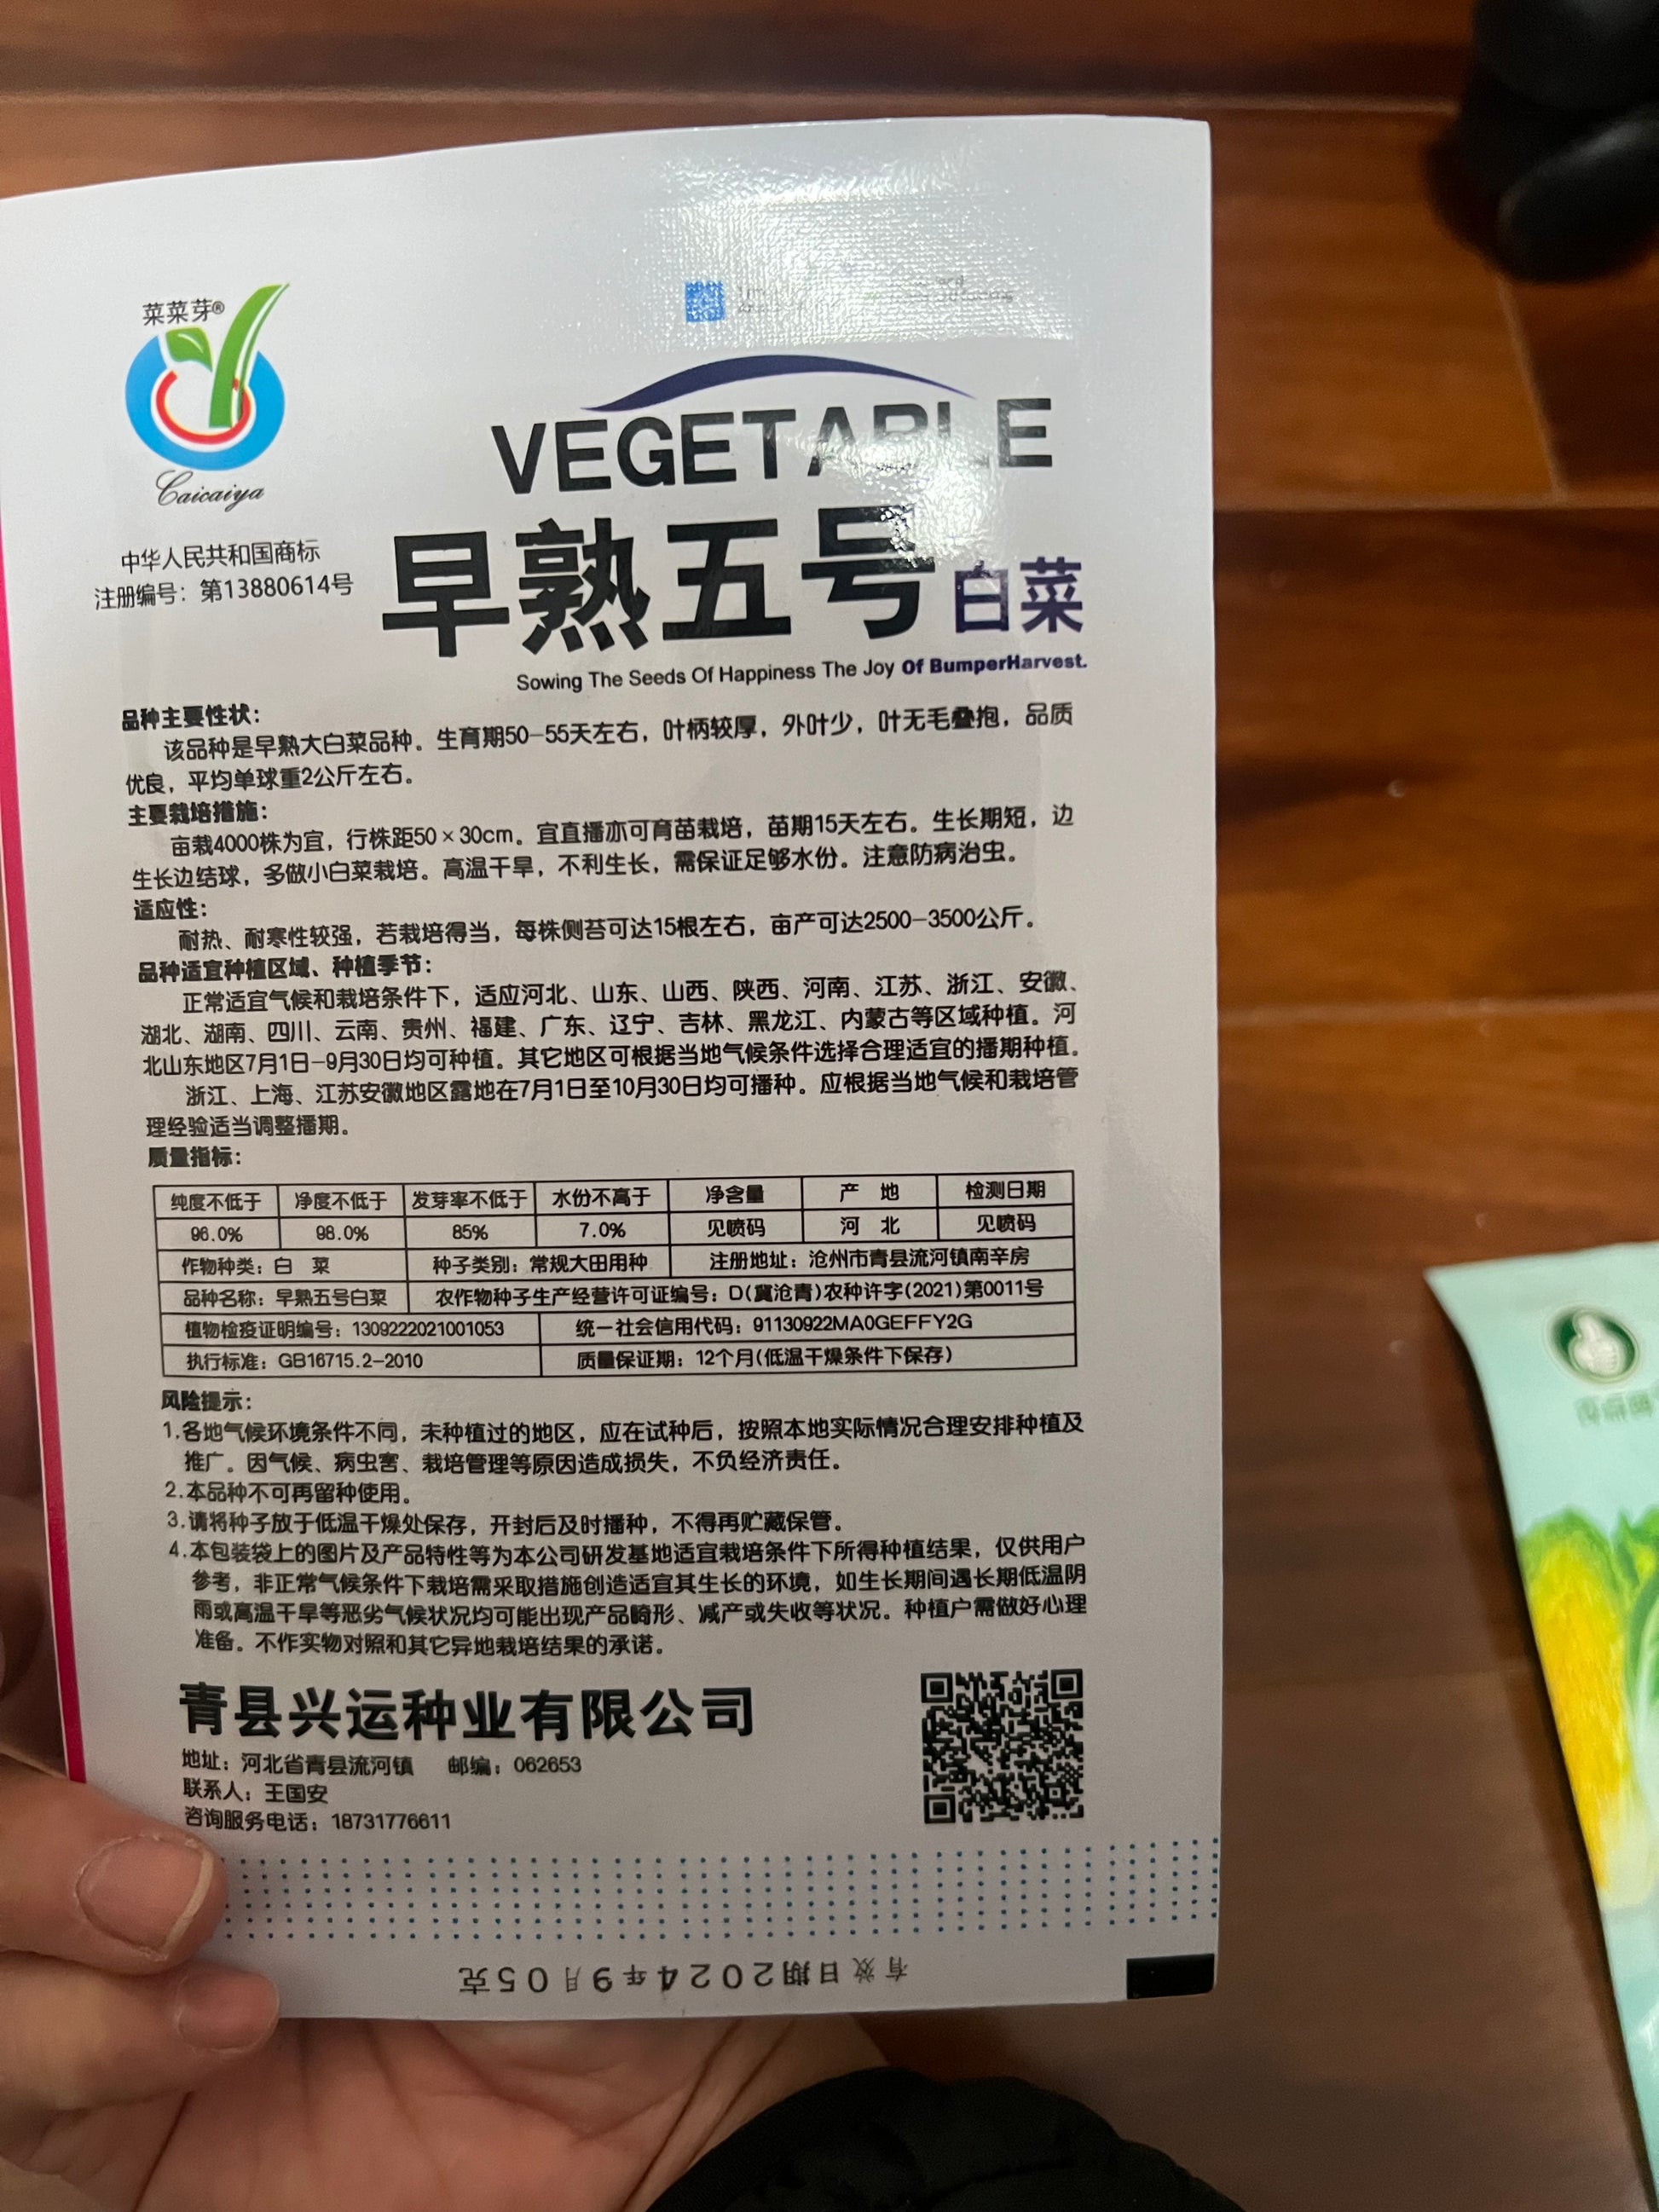 菜菜芽®
Caicaiya
中华人民共和国商标
注册编号：第13880614号
VEGETABLE
早熟五号白菜
Sowing The Seeds Of Happiness The Joy Of BumperHarvest.
品种主要性状：
该品种是早熟大白菜品种。生育期50-55天左右，叶柄较厚，外叶少，叶无毛叠抱，品质
优良，平均单球重2公斤左右。
主要栽培措施：
亩栽4000株为宜，行株距50×30cm。宜直播亦可育苗栽培，苗期15天左右。生长期短，边
生长边结球，多做小白菜栽培。高温干旱，不利生长，需保证足够水份。注意防病治虫。
适应性：
耐热、耐寒性较强，若栽培得当，每株侧苔可达15根左右，亩产可达2500-3500公斤。
品种适宜种植区域、种植季节：
正常适宜气候和栽培条件下，适应河北、山东、山西、陕西、河南、江苏、浙江、安徽、
湖北、湖南、四川、云南、贵州、福建、广东、辽宁、吉林、黑龙江、内蒙古等区域种植。河
北山东地区7月1日-9月30日均可种植。其它地区可根据当地气候条件选择合理适宜的播期种植。
浙江、上海、江苏安徽地区露地在7月1日至10月30日均可播种。应根据当地气候和栽培管
理经验适当调整播期。
质量指标：
纯度不低于 净度不低于 发芽率不低于 水份不高于 净含量 产 地 检测日期
96.0% 98.0% 85% 7.0% 见喷码 河 北 见喷码
作物种类：白 菜 种子类别：常规大田用种 注册地址：沧州市青县流河镇南辛房
品种名称：早熟五号白菜 农作物种子生产经营许可证编号：D(冀沧青)农种许字(2021)第0011号
植物检疫证明编号：1309222021001053 统一社会信用代码：91130922MA0GEFFY2G
执行标准：GB16715.2-2010 质量保证期：12个月(低温干燥条件下保存)
风险提示：
1.各地气候环境条件不同，未种植过的地区，应在试种后，按照本地实际情况合理安排种植及
推广。因气候、病虫害、栽培管理等原因造成损失，不负经济责任。
2.本品种不可再留种使用。
3.请将种子放于低温干燥处保存，开封后及时播种，不得再贮藏保管。
4.本包装袋上的图片及产品特性等为本公司研发基地适宜栽培条件下所得种植结果，仅供用户
参考，非正常气候条件下栽培需采取措施创造适宜其生长的环境，如生长期间遇长期低温阴
雨或高温干旱等恶劣气候状况均可能出现产品畸形、减产或失收等状况。种植户需做好心理
准备。不作实物对照和其它异地栽培结果的承诺。
青县兴运种业有限公司
地址：河北省青县流河镇 邮编：062653
联系人：王国安
咨询服务电话：18731776611
有效日期2024年9月05克